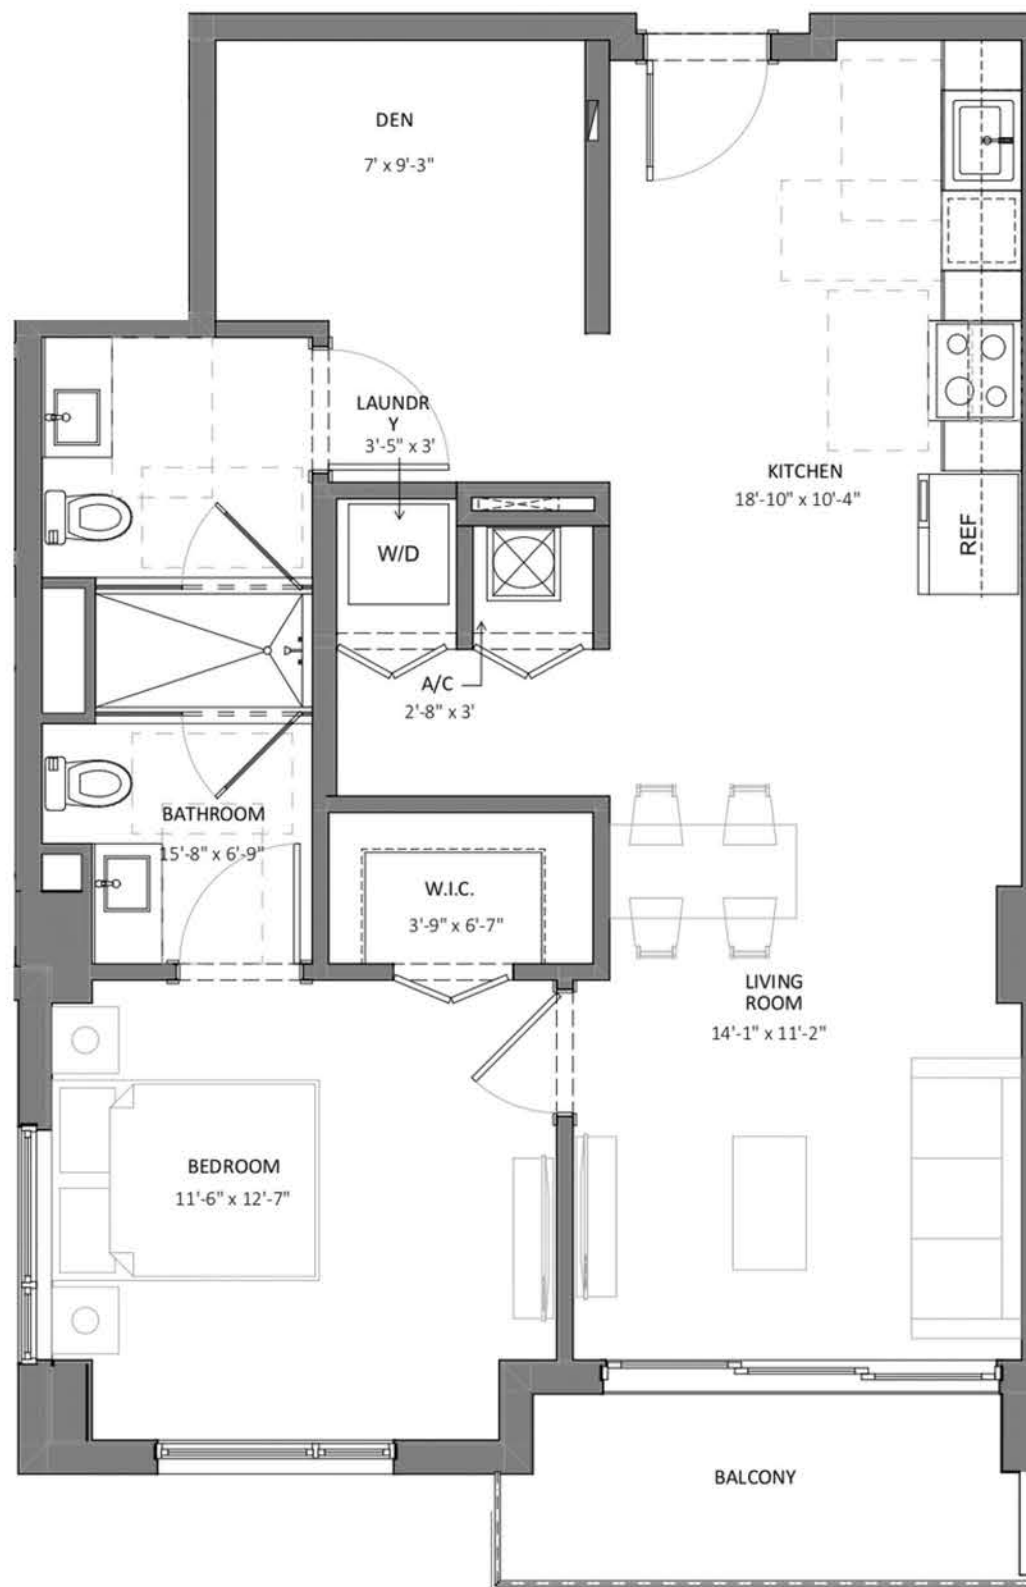 DEN
7' x 9'-3"
LAUNDR
Y
3'-5" x 3'
KITCHEN
18'-10" x 10'-4"
REF
W/D
A/C
2'-8" x 3'
BATHROOM
15'-8" x 6'-9"
W.I.C.
3'-9" x 6'-7"
LIVING
ROOM
14'-1" x 11'-2"
BEDROOM
11'-6" x 12'-7"
BALCONY